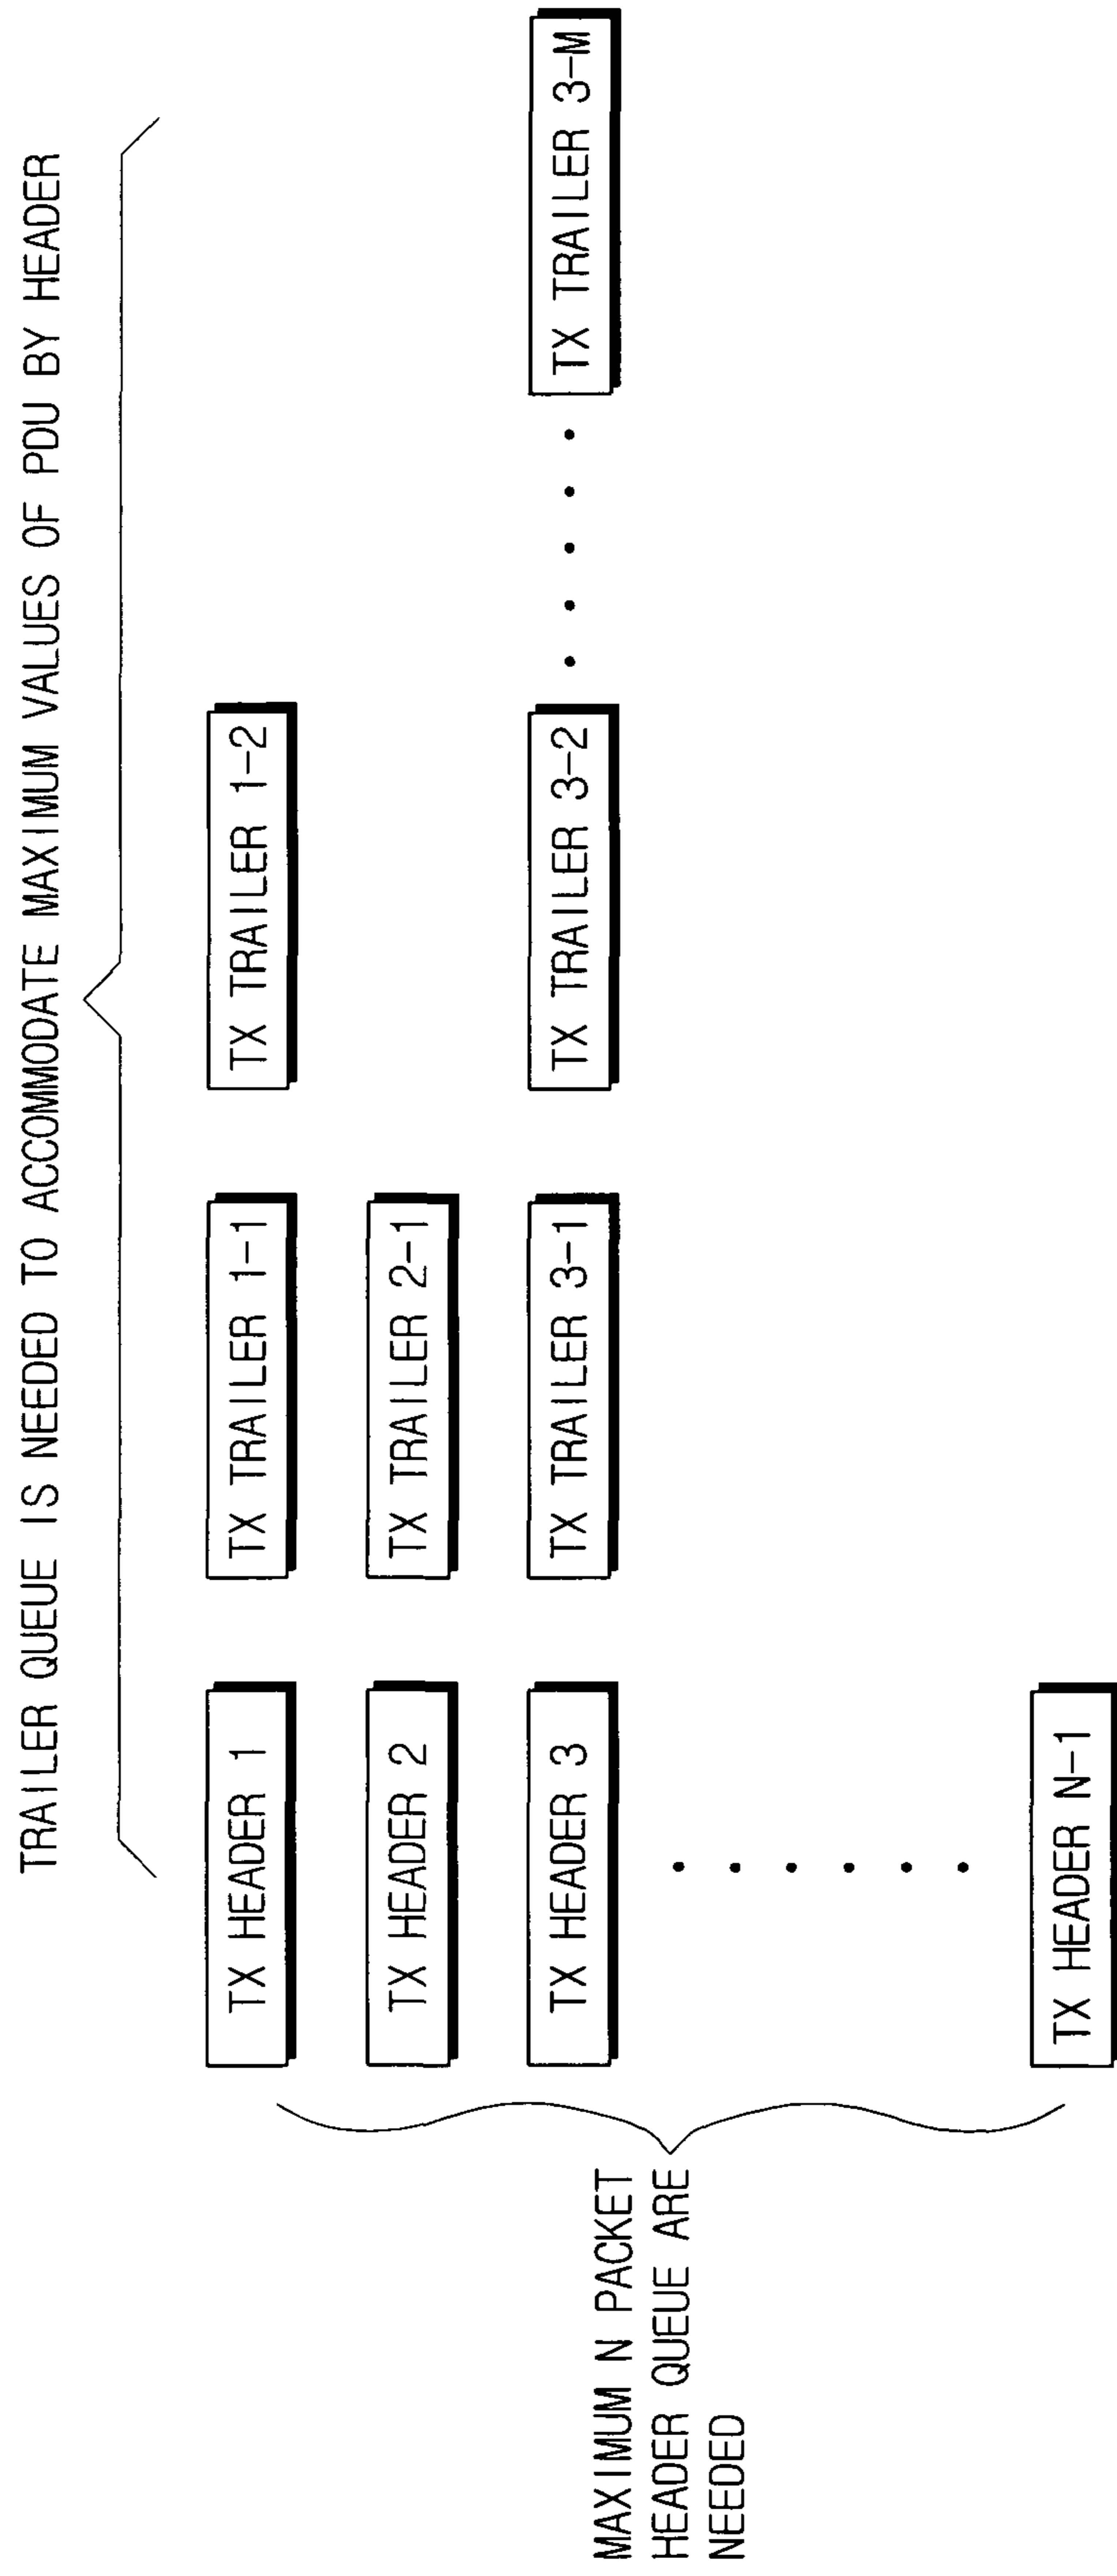 TRAILER QUEUE IS NEEDED TO ACCOMMODATE MAXIMUM VALUES OF PDU BY HEADER
TX HEADER 1
TX TRAILER 1-1
TX TRAILER 1-2
TX HEADER 2
TX TRAILER 2-1
TX HEADER 3
TX TRAILER 3-1
TX TRAILER 3-2
TX TRAILER 3-M
MAXIMUM N PACKET
HEADER QUEUE ARE
NEEDED
TX HEADER N-1